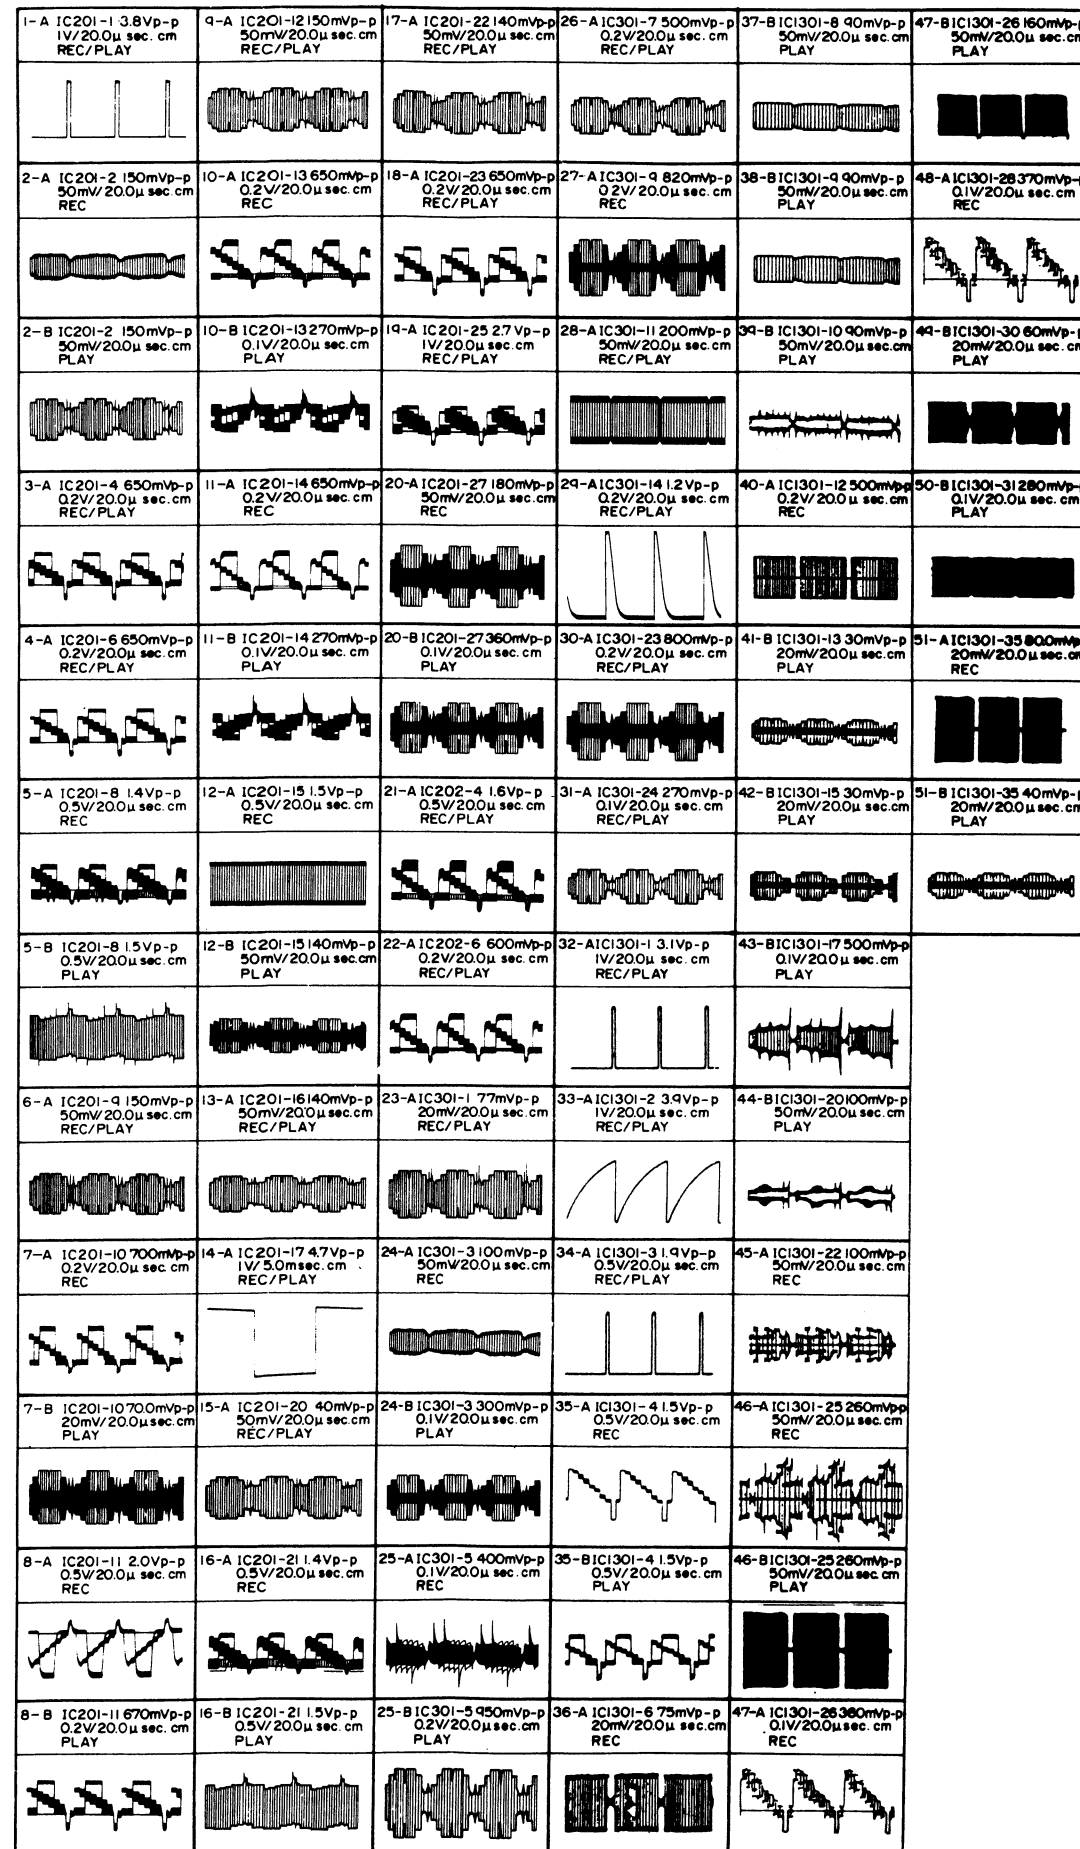 1-A IC201-1 3.8Vp-p
1V/20.0μ sec. cm
REC/PLAY
2-A IC201-2 150mVp-p
50mV/20.0μ sec.cm
REC
2-B IC201-2 150mVp-p
50mV/20.0μ sec.cm
PLAY
3-A IC201-4 650mVp-p
0.2V/20.0μ sec.cm
REC/PLAY
4-A IC201-6 650mVp-p
0.2V/20.0μ sec.cm
REC/PLAY
5-A IC201-8 1.4Vp-p
0.5V/20.0μ sec. cm
REC
5-B IC201-8 1.5Vp-p
0.5V/20.0μ sec.cm
PLAY
6-A IC201-9 150mVp-p
50mV/20.0μ sec.cm
REC/PLAY
7-A IC201-10 700mVp-p
0.2V/20.0μ sec. cm
REC
7-B IC201-10 70.0mVp-p
20mV/20.0μ sec.cm
PLAY
8-A IC201-11 2.0Vp-p
0.5V/20.0μ sec. cm
REC
8-B IC201-11 670mVp-p
0.2V/20.0μ sec. cm
PLAY
9-A IC201-12 150mVp-p
50mV/20.0μ sec.cm
REC/PLAY
10-A IC201-13 650mVp-p
0.2V/20.0μ sec.cm
REC
10-B IC201-13 270mVp-p
0.1V/20.0μ sec.cm
PLAY
11-A IC201-14 650mVp-p
0.2V/20.0μ sec.cm
REC
11-B IC201-14 270mVp-p
0.1V/20.0μ sec.cm
PLAY
12-A IC201-15 1.5Vp-p
0.5V/20.0μ sec.cm
REC
12-B IC201-15 140mVp-p
50mV/20.0μ sec.cm
PLAY
13-A IC201-16 140mVp-p
50mV/20.0μ sec.cm
REC/PLAY
14-A IC201-17 4.7Vp-p
1V/5.0msec. cm
REC/PLAY
15-A IC201-20 40mVp-p
50mV/20.0μ sec.cm
REC/PLAY
16-A IC201-21 1.4Vp-p
0.5V/20.0μ sec.cm
REC
16-B IC201-21 1.5Vp-p
0.5V/20.0μ sec.cm
PLAY
17-A IC201-22 140mVp-p
50mV/20.0μ sec.cm
REC/PLAY
18-A IC201-23 650mVp-p
0.2V/20.0μ sec.cm
REC/PLAY
19-A IC201-25 2.7Vp-p
1V/20.0μ sec.cm
REC/PLAY
20-A IC201-27 180mVp-p
50mV/20.0μ sec.cm
REC
20-B IC201-27 360mVp-p
0.1V/20.0μ sec.cm
PLAY
21-A IC202-4 1.6Vp-p
0.5V/20.0μ sec.cm
REC/PLAY
22-A IC202-6 600mVp-p
0.2V/20.0μ sec.cm
REC/PLAY
23-A IC301-1 77mVp-p
20mV/20.0μ sec.cm
REC/PLAY
24-A IC301-3 100mVp-p
50mV/20.0μ sec.cm
REC
24-B IC301-3 300mVp-p
0.1V/20.0μ sec.cm
PLAY
25-A IC301-5 400mVp-p
0.1V/20.0μ sec.cm
REC
25-B IC301-5 950mVp-p
0.2V/20.0μ sec.cm
PLAY
26-A IC301-7 500mVp-p
0.2V/20.0μ sec.cm
REC/PLAY
27-A IC301-9 820mVp-p
0.2V/20.0μ sec.cm
REC
28-A IC301-11 200mVp-p
50mV/20.0μ sec.cm
REC/PLAY
29-A IC301-14 1.2Vp-p
0.2V/20.0μ sec.cm
REC/PLAY
30-A IC301-23 800mVp-p
0.2V/20.0μ sec.cm
REC/PLAY
31-A IC301-24 270mVp-p
0.1V/20.0μ sec.cm
REC/PLAY
32-A IC1301-1 3.1Vp-p
1V/20.0μ sec.cm
REC/PLAY
33-A IC1301-2 3.9Vp-p
1V/20.0μ sec.cm
REC/PLAY
34-A IC1301-3 1.9Vp-p
0.5V/20.0μ sec.cm
REC/PLAY
35-A IC1301-4 1.5Vp-p
0.5V/20.0μ sec.cm
REC
35-B IC1301-4 1.5Vp-p
0.5V/20.0μ sec.cm
PLAY
36-A IC1301-6 75mVp-p
20mV/20.0μ sec.cm
REC
37-B IC1301-8 90mVp-p
50mV/20.0μ sec.cm
PLAY
38-B IC1301-9 90mVp-p
50mV/20.0μ sec.cm
PLAY
39-B IC1301-10 90mVp-p
50mV/20.0μ sec.cm
PLAY
40-A IC1301-12 500mVp-p
0.2V/20.0μ sec.cm
REC
41-B IC1301-13 30mVp-p
20mV/20.0μ sec.cm
PLAY
42-B IC1301-15 30mVp-p
20mV/20.0μ sec.cm
PLAY
43-B IC1301-17 500mVp-p
0.1V/20.0μ sec.cm
PLAY
44-B IC1301-20 100mVp-p
50mV/20.0μ sec.cm
PLAY
45-A IC1301-22 100mVp-p
50mV/20.0μ sec.cm
REC
46-A IC1301-25 260mVp-p
50mV/20.0μ sec.cm
REC
46-B IC1301-25 260mVp-p
50mV/20.0μ sec.cm
PLAY
47-A IC1301-26 360mVp-p
0.1V/20.0μ sec.cm
REC
47-B IC1301-26 160mVp-
50mV/20.0μ sec.cm
PLAY
48-A IC1301-28 370mVp-
0.1V/20.0μ sec.cm
REC
49-B IC1301-30 60mVp-
20mV/20.0μ sec.cm
PLAY
50-B IC1301-31 280mVp-
0.1V/20.0μ sec.cm
PLAY
51-A IC1301-35 80.0mVp
20mV/20.0μ sec.cm
REC
51-B IC1301-35 40mVp-
20mV/20.0μ sec.cm
PLAY